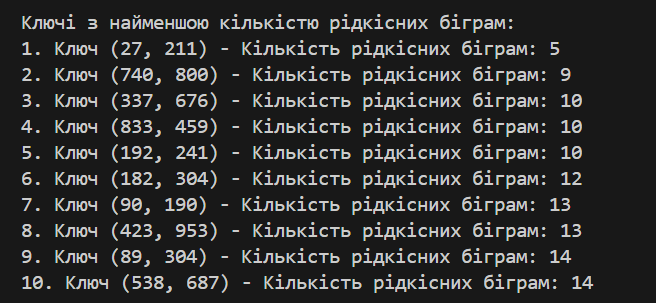 Ключі з найменшою кількістю рідкісних біграм:
1. Ключ (27, 211) - Кількість рідкісних біграм: 5
2. Ключ (740, 800) - Кількість рідкісних біграм: 9
3. Ключ (337, 676) - Кількість рідкісних біграм: 10
4. Ключ (833, 459) - Кількість рідкісних біграм: 10
5. Ключ (192, 241) - Кількість рідкісних біграм: 10
6. Ключ (182, 304) - Кількість рідкісних біграм: 12
7. Ключ (90, 190) - Кількість рідкісних біграм: 13
8. Ключ (423, 953) - Кількість рідкісних біграм: 13
9. Ключ (89, 304) - Кількість рідкісних біграм: 14
10. Ключ (538, 687) - Кількість рідкісних біграм: 14